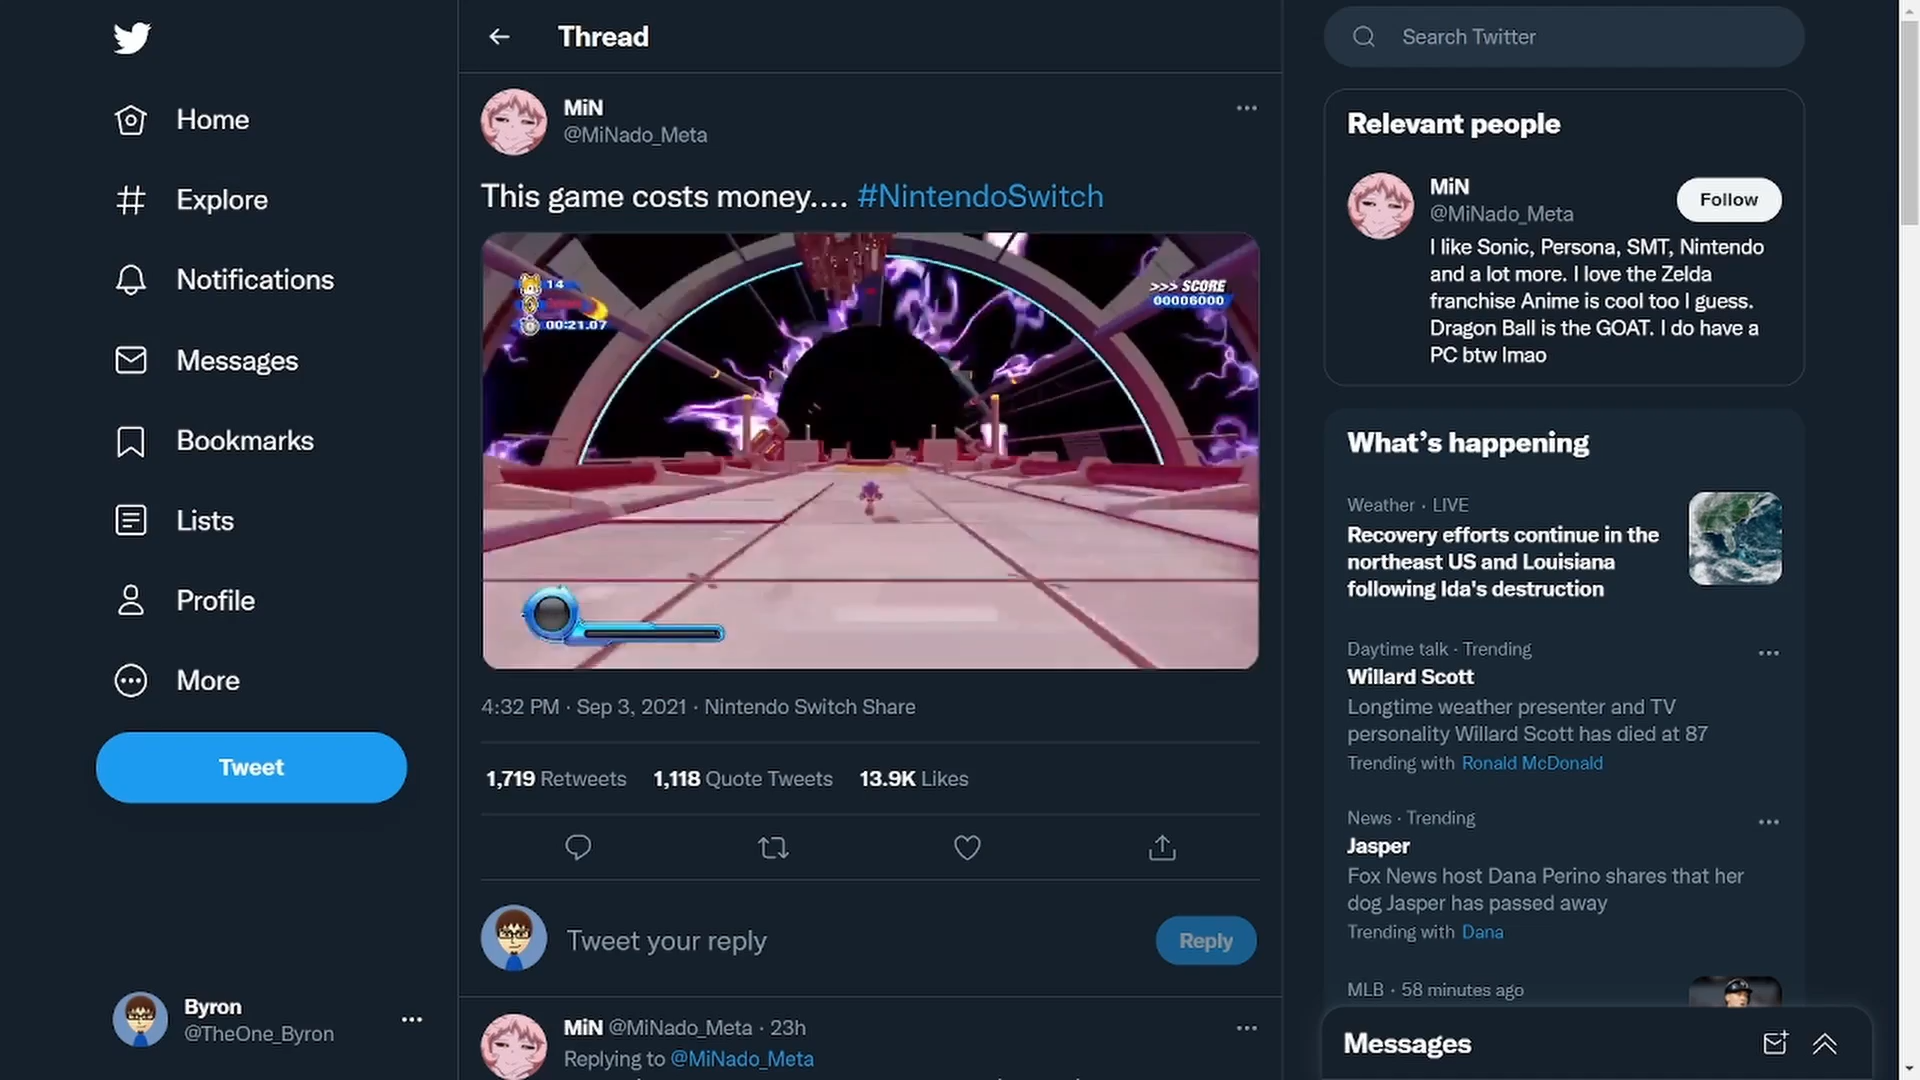 Home
Explore
Notifications
Messages
Bookmarks
Lists
Profile
More
Tweet
Byron
@TheOne_Byron
Thread
MiN
@MiNado_Meta
This game costs money.... #NintendoSwitch
14
00:21.07
>>> SCORE
00006000
4:32 PM · Sep 3, 2021 · Nintendo Switch Share
1,719 Retweets 1,118 Quote Tweets 13.9K Likes
Tweet your reply
Reply
MiN @MiNado_Meta · 23h
Replying to @MiNado_Meta
Search Twitter
Relevant people
MiN
@MiNado_Meta
Follow
I like Sonic, Persona, SMT, Nintendo
and a lot more. I love the Zelda
franchise Anime is cool too I guess.
Dragon Ball is the GOAT. I do have a
PC btw lmao
What's happening
Weather · LIVE
Recovery efforts continue in the
northeast US and Louisiana
following Ida's destruction
Daytime talk · Trending
Willard Scott
Longtime weather presenter and TV
personality Willard Scott has died at 87
Trending with Ronald McDonald
News · Trending
Jasper
Fox News host Dana Perino shares that her
dog Jasper has passed away
Trending with Dana
MLB · 58 minutes ago
Messages